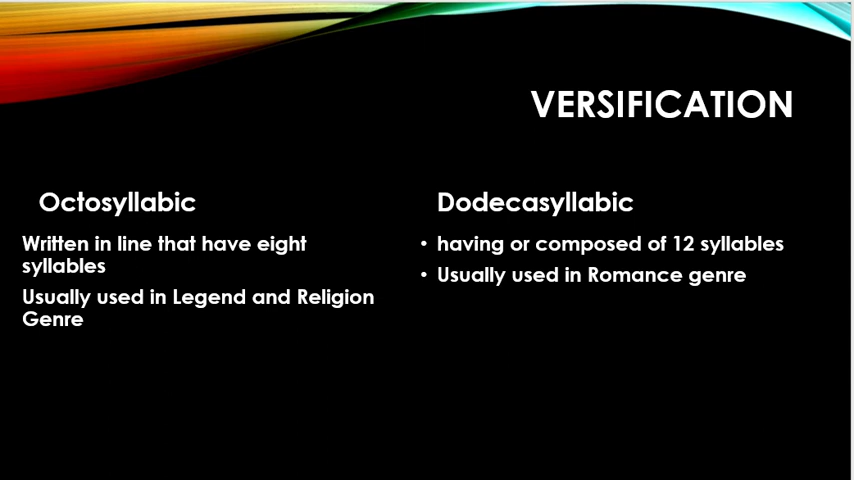 VERSIFICATION
Octosyllabic
Written in line that have eight
syllables
Usually used in Legend and Religion
Genre
Dodecasyllabic
• having or composed of 12 syllables
• Usually used in Romance genre